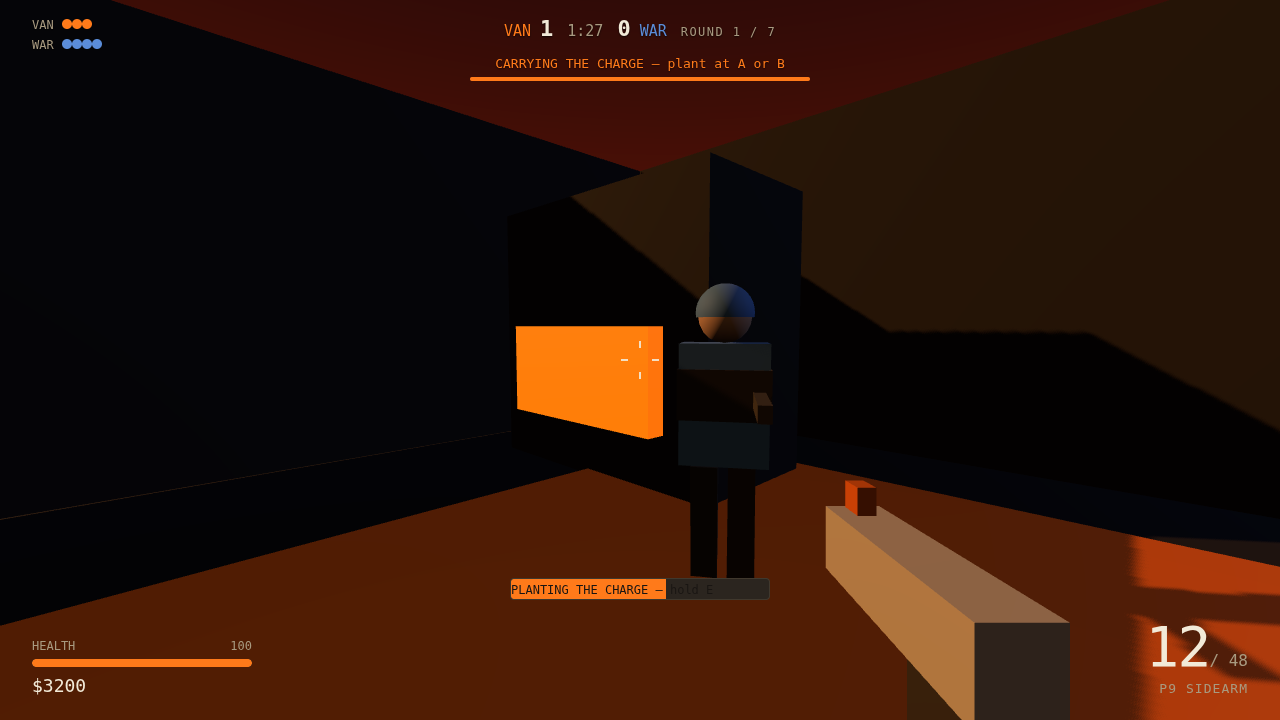 VAN
WAR
VAN 1 1:27 0 WAR ROUND 1 / 7
CARRYING THE CHARGE — plant at A or B
PLANTING THE CHARGE — hold E
HEALTH 100
$3200
12 / 48
P9 SIDEARM